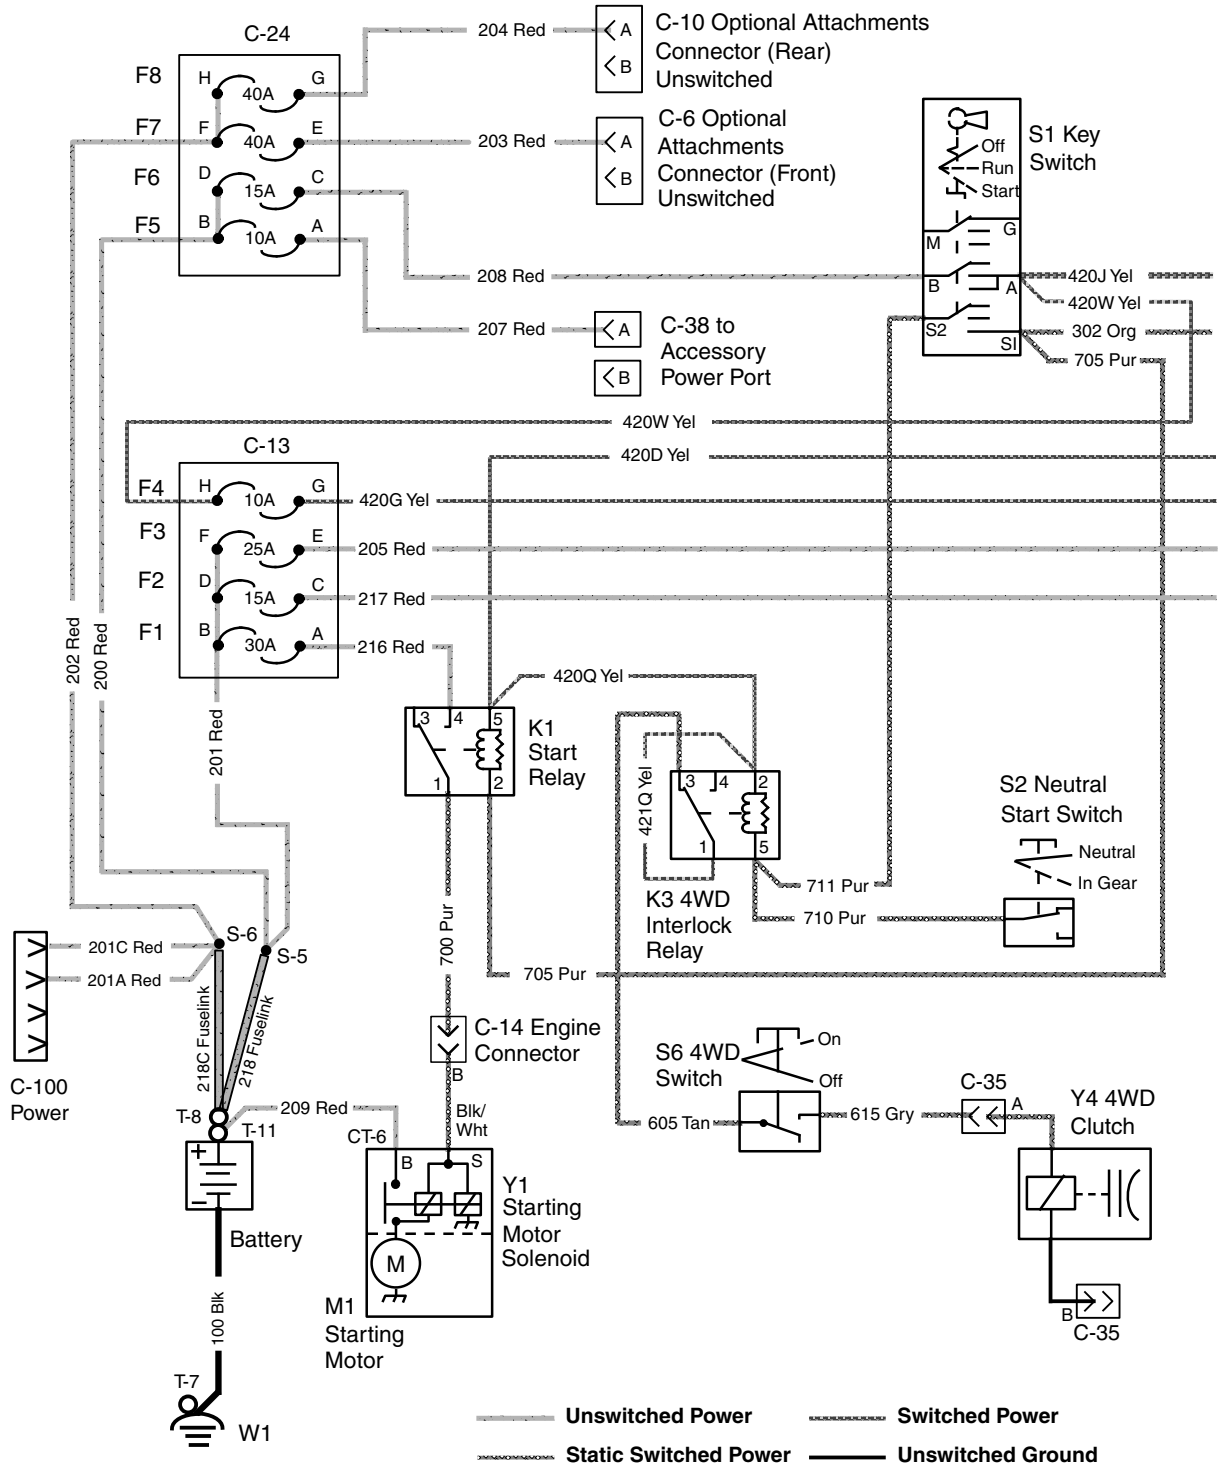 C-24
F8
H
40A
G
204 Red
A
B
C-10 Optional Attachments
Connector (Rear)
Unswitched
F7
F
40A
E
203 Red
A
B
C-6 Optional
Attachments
Connector (Front)
Unswitched
F6
D
15A
C
F5
B
10A
A
208 Red
207 Red
A
B
C-38 to
Accessory
Power Port
S1 Key
Switch
Off
Run
Start
M
G
B
A
S2
SI
420J Yel
420W Yel
302 Org
705 Pur
420W Yel
420D Yel
C-13
F4
H
10A
G
420G Yel
F3
F
25A
E
205 Red
F2
D
15A
C
217 Red
F1
B
30A
A
216 Red
202 Red
200 Red
201 Red
420Q Yel
3
4
5
1
2
K1
Start
Relay
421Q Yel
3
4
2
1
5
K3 4WD
Interlock
Relay
S2 Neutral
Start Switch
Neutral
In Gear
711 Pur
710 Pur
700 Pur
705 Pur
S-6
S-5
201C Red
201A Red
218C Fuselink
218 Fuselink
C-100
Power
C-14 Engine
Connector
B
Blk/
Wht
S6 4WD
Switch
On
Off
605 Tan
615 Gry
C-35
A
Y4 4WD
Clutch
B
C-35
T-8
T-11
209 Red
CT-6
B
S
Y1
Starting
Motor
Solenoid
M
M1
Starting
Motor
+
−
Battery
100 Blk
T-7
W1
Unswitched Power
Switched Power
Static Switched Power
Unswitched Ground